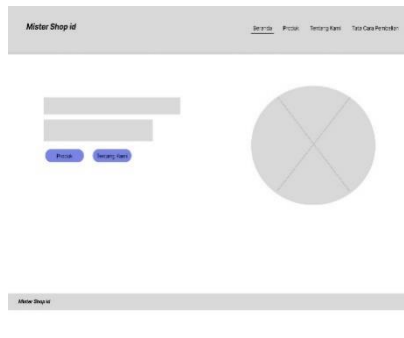 Mister Shop id
Beranda Produk Tentang Kami Tata Cara Pembelian
Produk Tentang Kami
Mister Shop id